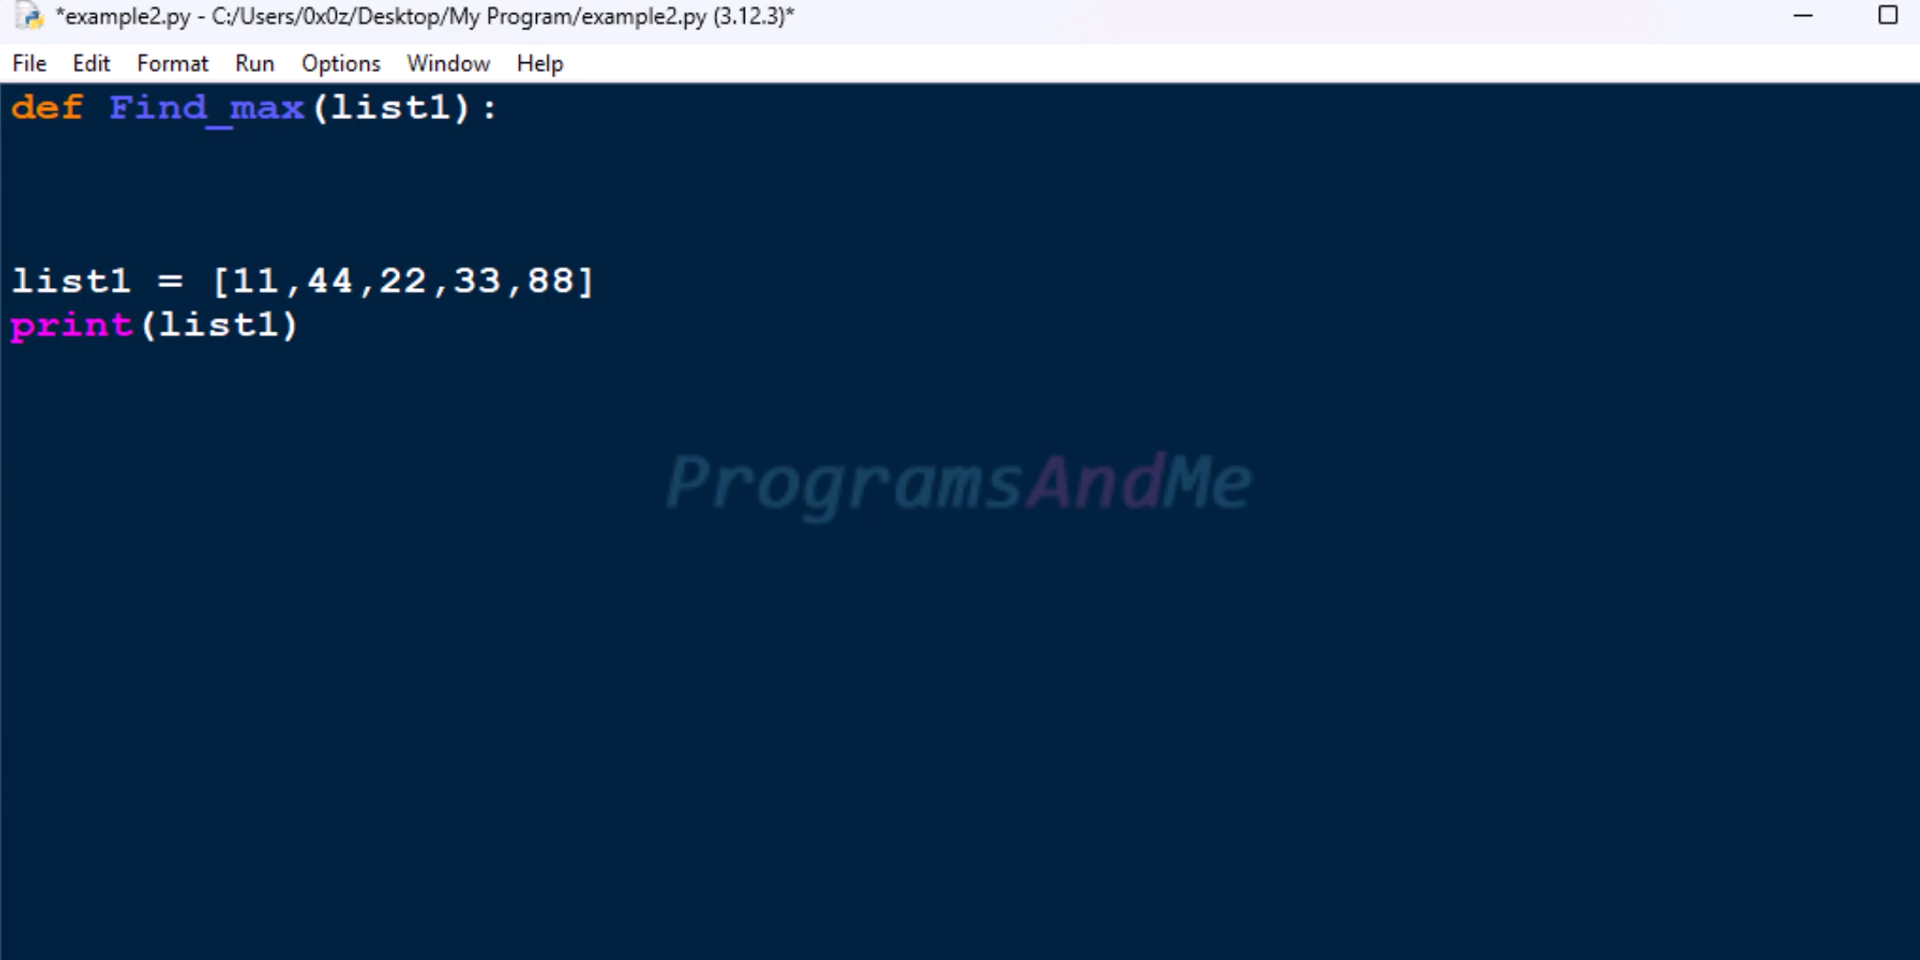 *example2.py - C:/Users/0x0z/Desktop/My Program/example2.py (3.12.3)*
File Edit Format Run Options Window Help
def Find_max(list1):
list1 = [11,44,22,33,88]
print(list1)
ProgramsAndMe